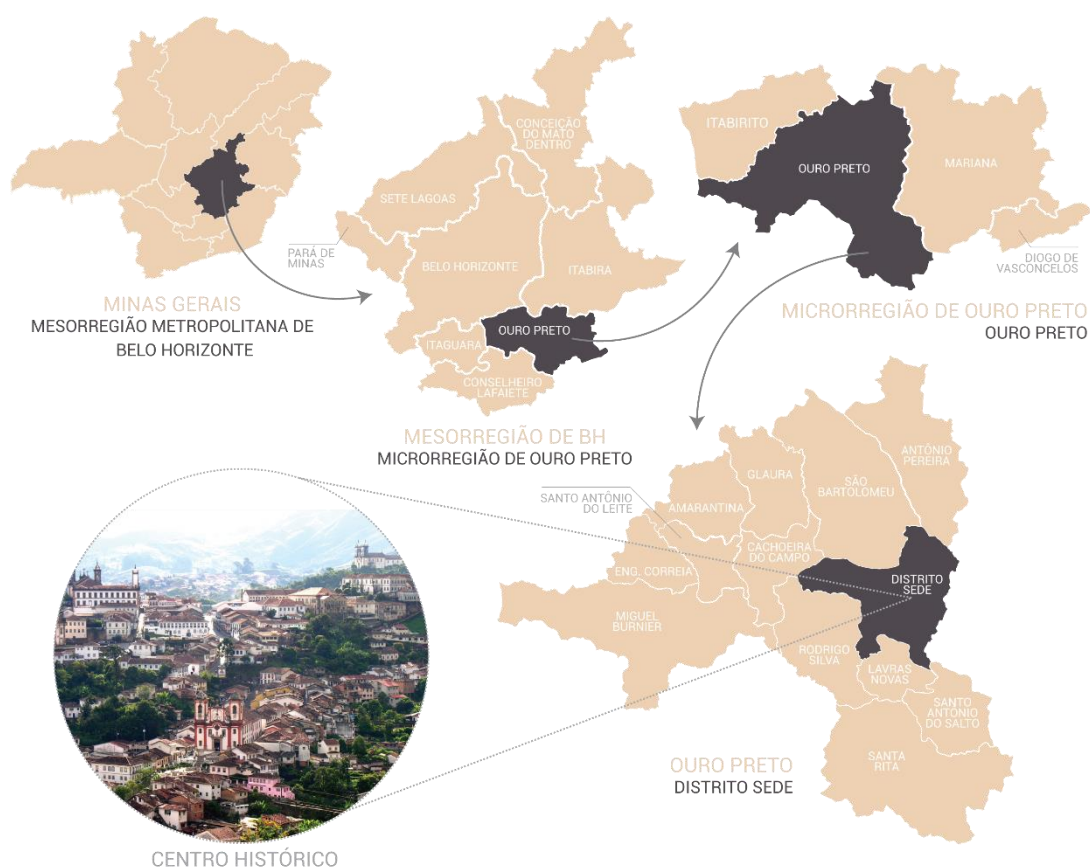 MINAS GERAIS
MESORREGIÃO METROPOLITANA DE
BELO HORIZONTE
CONCEIÇÃO
DO MATO
DENTRO
SETE LAGOAS
PARÁ DE
MINAS
BELO HORIZONTE
ITABIRA
OURO PRETO
ITAGUARA
CONSELHEIRO
LAFAIETE
MESORREGIÃO DE BH
MICRORREGIÃO DE OURO PRETO
ITABIRITO
OURO PRETO
MARIANA
DIOGO DE
VASCONCELOS
MICRORREGIÃO DE OURO PRETO
OURO PRETO
ANTÔNIO
PEREIRA
GLAURA
SÃO
BARTOLOMEU
SANTO ANTÔNIO
DO LEITE
AMARANTINA
CACHOEIRA
DO CAMPO
ENG. CORREIA
DISTRITO
SEDE
MIGUEL
BURNIER
RODRIGO
SILVA
LAVRAS
NOVAS
SANTO
ANTÔNIO
DO SALTO
SANTA
RITA
OURO PRETO
DISTRITO SEDE
CENTRO HISTÓRICO